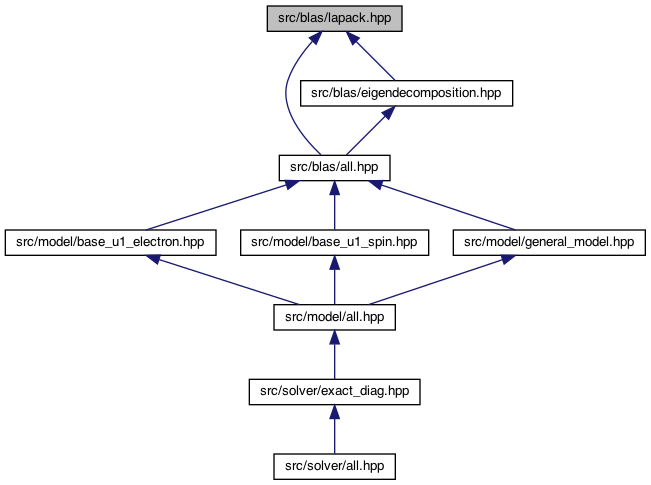 src/blas/lapack.hpp
src/blas/eigendecomposition.hpp
src/blas/all.hpp
src/model/base_u1_electron.hpp
src/model/base_u1_spin.hpp
src/model/general_model.hpp
src/model/all.hpp
src/solver/exact_diag.hpp
src/solver/all.hpp